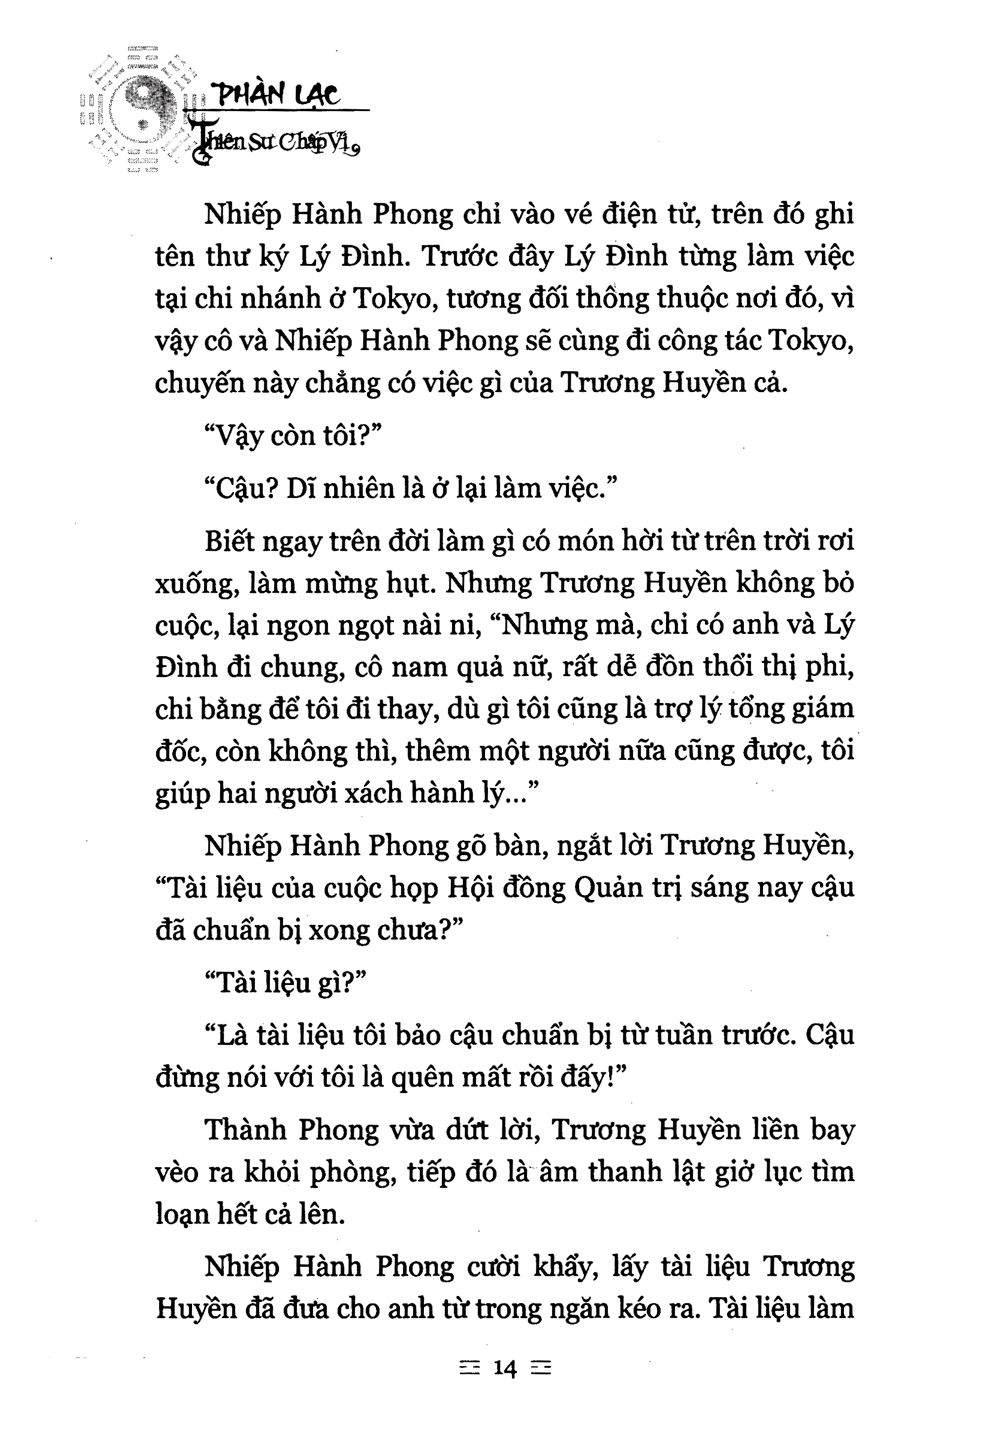 PHÀN LẠC
Thiên Sư Chấp Vị
Nhiếp Hành Phong chỉ vào vé điện tử, trên đó ghi
tên thư ký Lý Đình. Trước đây Lý Đình từng làm việc
tại chi nhánh ở Tokyo, tương đối thông thuộc nơi đó, vì
vậy cô và Nhiếp Hành Phong sẽ cùng đi công tác Tokyo,
chuyến này chẳng có việc gì của Trương Huyền cả.
“Vậy còn tôi?”
“Cậu? Dĩ nhiên là ở lại làm việc.”
Biết ngay trên đời làm gì có món hời từ trên trời rơi
xuống, làm mừng hụt. Nhưng Trương Huyền không bỏ
cuộc, lại ngon ngọt nài nỉ, “Nhưng mà, chỉ có anh và Lý
Đình đi chung, cô nam quả nữ, rất dễ đồn thổi thị phi,
chi bằng để tôi đi thay, dù gì tôi cũng là trợ lý tổng giám
đốc, còn không thì, thêm một người nữa cũng được, tôi
giúp hai người xách hành lý...”
Nhiếp Hành Phong gõ bàn, ngắt lời Trương Huyền,
“Tài liệu của cuộc họp Hội đồng Quản trị sáng nay cậu
đã chuẩn bị xong chưa?”
“Tài liệu gì?”
“Là tài liệu tôi bảo cậu chuẩn bị từ tuần trước. Cậu
đừng nói với tôi là quên mất rồi đấy!”
Thành Phong vừa dứt lời, Trương Huyền liền bay
vèo ra khỏi phòng, tiếp đó là âm thanh lật giở lục tìm
loạn hết cả lên.
Nhiếp Hành Phong cười khẩy, lấy tài liệu Trương
Huyền đã đưa cho anh từ trong ngăn kéo ra. Tài liệu làm
14